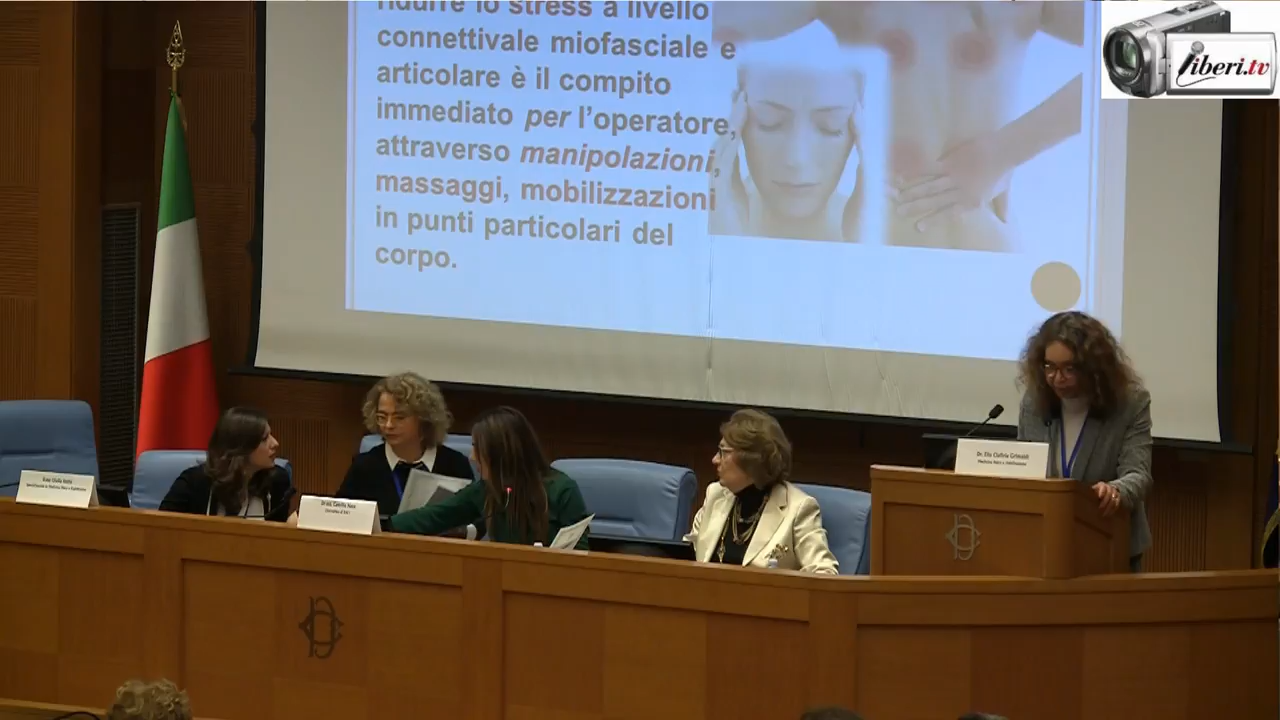 ridurre lo stress a livello
connettivale miofasciale e
articolare è il compito
immediato per l'operatore,
attraverso manipolazioni,
massaggi, mobilizzazioni
in punti particolari del
corpo.
liberi.tv